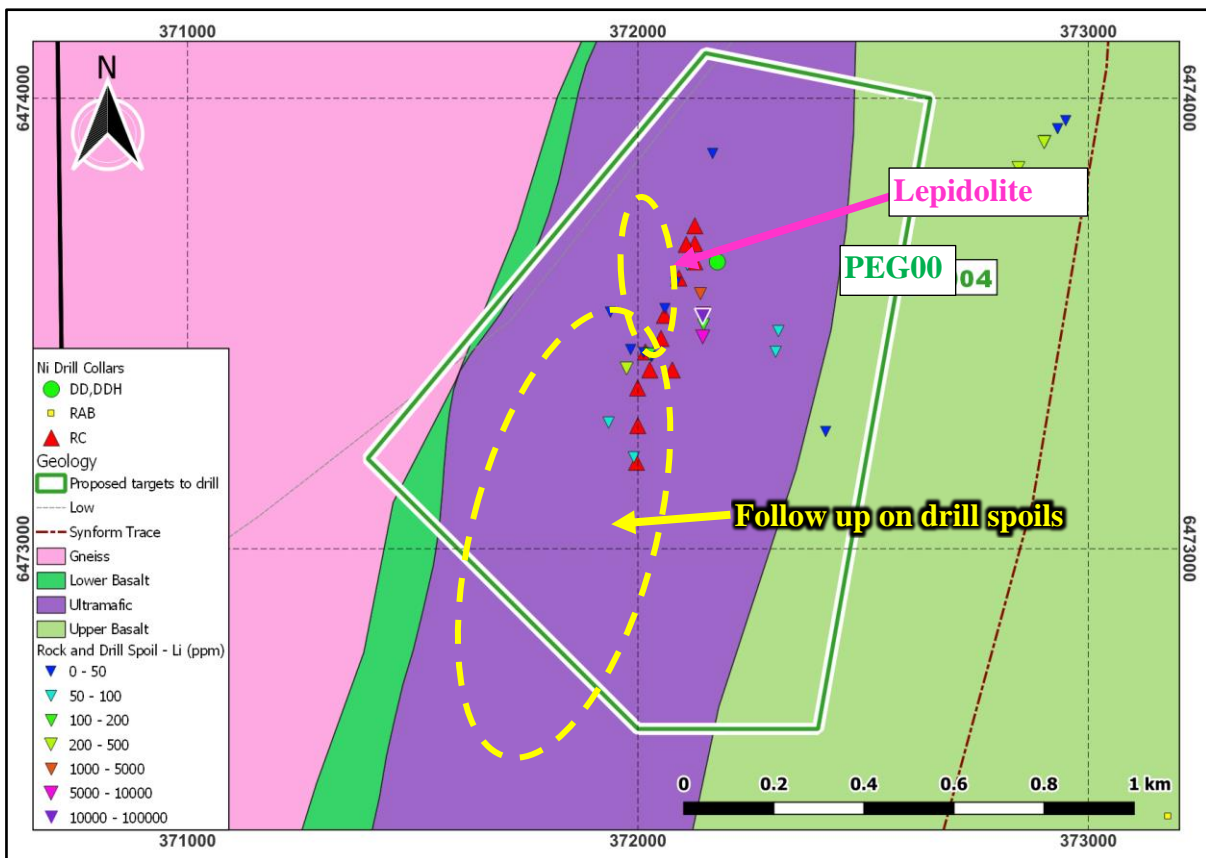 371000
372000
373000
N
6474000
6474000
Lepidolite
PEG00
04
Ni Drill Collars
DD,DDH
RAB
RC
Geology
Proposed targets to drill
Low
Synform Trace
Gneiss
Lower Basalt
Ultramafic
Upper Basalt
Rock and Drill Spoil - Li (ppm)
0 - 50
50 - 100
100 - 200
200 - 500
1000 - 5000
5000 - 10000
10000 - 100000
Follow up on drill spoils
6473000
6473000
0 0.2 0.4 0.6 0.8 1 km
371000
372000
373000